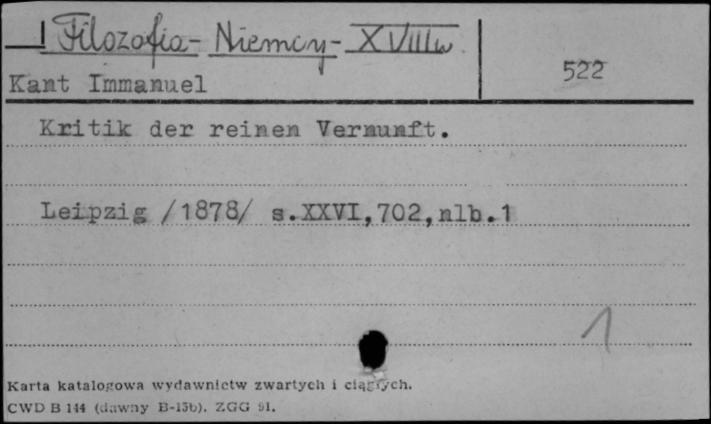 Filozofia - Niemcy - XVIII w.
522
Kant Immanuel
Kritik der reinen Vernunft.
Leipzig /1878/ s.XXVI,702,nlb.1
1
Karta katalogowa wydawnictw zwartych i ciągłych.
CWD B 144 (dawny B-15b). ZGG 91.